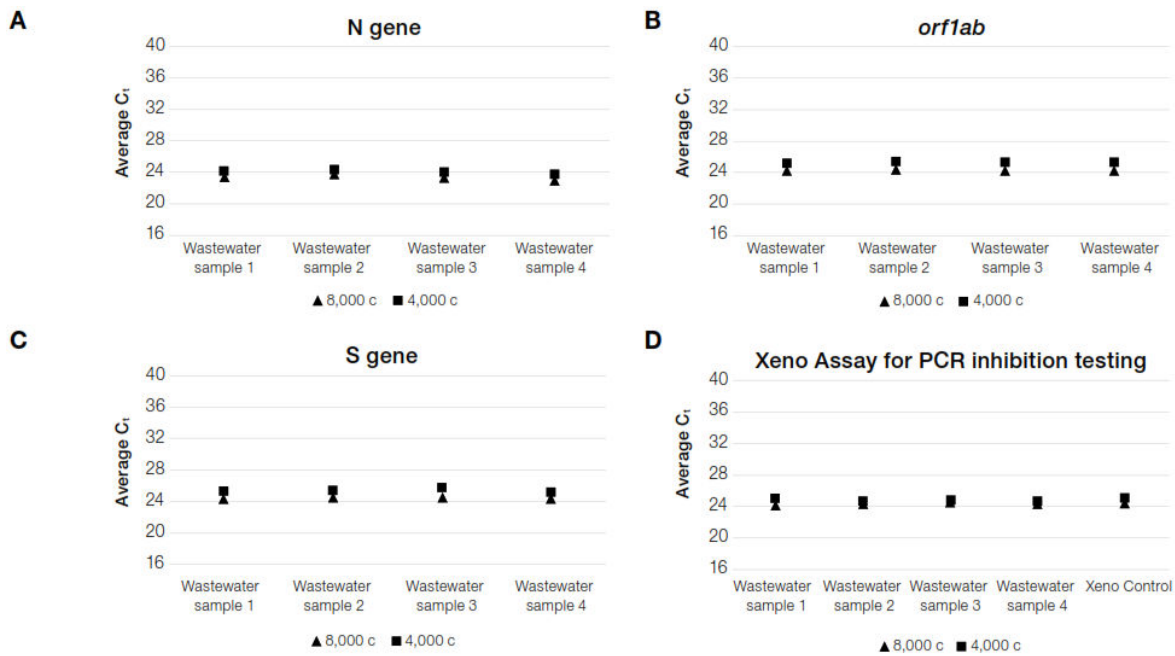 A
N gene
Average Ct
40
36
32
28
24
20
16
Wastewater sample 1
Wastewater sample 2
Wastewater sample 3
Wastewater sample 4
▲ 8,000 c ■ 4,000 c
B
orf1ab
Average Ct
40
36
32
28
24
20
16
Wastewater sample 1
Wastewater sample 2
Wastewater sample 3
Wastewater sample 4
▲ 8,000 c ■ 4,000 c
C
S gene
Average Ct
40
36
32
28
24
20
16
Wastewater sample 1
Wastewater sample 2
Wastewater sample 3
Wastewater sample 4
▲ 8,000 c ■ 4,000 c
D
Xeno Assay for PCR inhibition testing
Average Ct
40
36
32
28
24
20
16
Wastewater sample 1
Wastewater sample 2
Wastewater sample 3
Wastewater sample 4
Xeno Control
▲ 8,000 c ■ 4,000 c